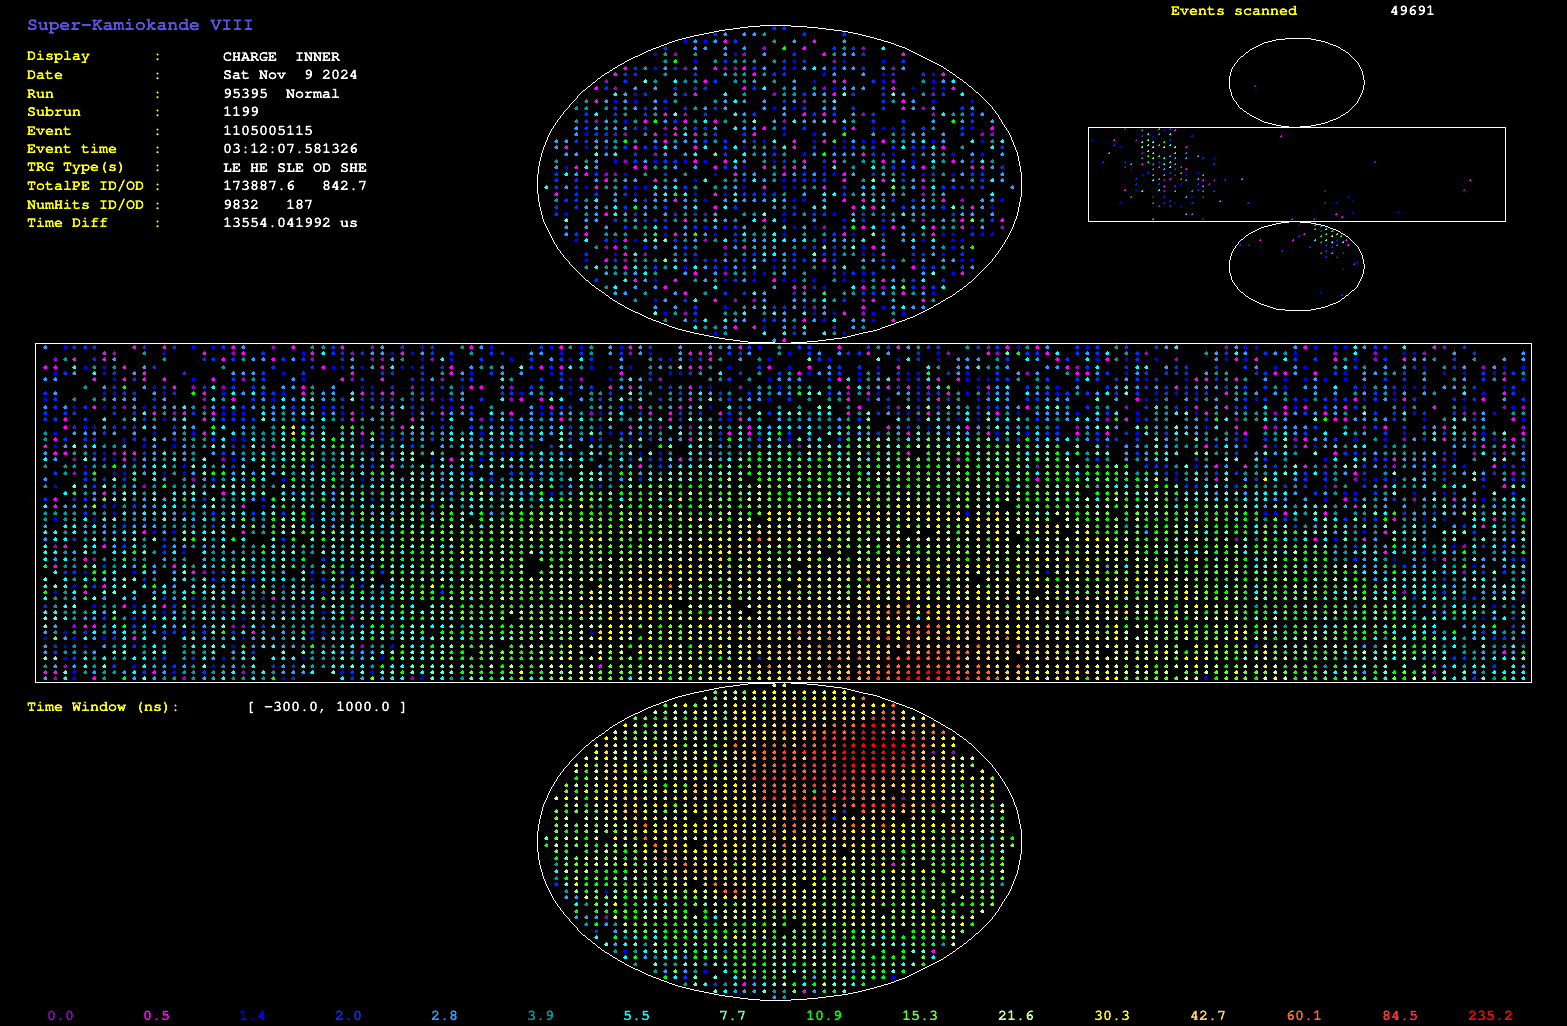 Super-Kamiokande VIII
Events scanned 49691
Display : CHARGE INNER
Date : Sat Nov 9 2024
Run : 95395 Normal
Subrun : 1199
Event : 1105005115
Event time : 03:12:07.581326
TRG Type(s) : LE HE SLE OD SHE
TotalPE ID/OD : 173887.6 842.7
NumHits ID/OD : 9832 187
Time Diff : 13554.041992 us
Time Window (ns): [ -300.0, 1000.0 ]
0.0 0.5 1.4 2.0 2.8 3.9 5.5 7.7 10.9 15.3 21.6 30.3 42.7 60.1 84.5 235.2